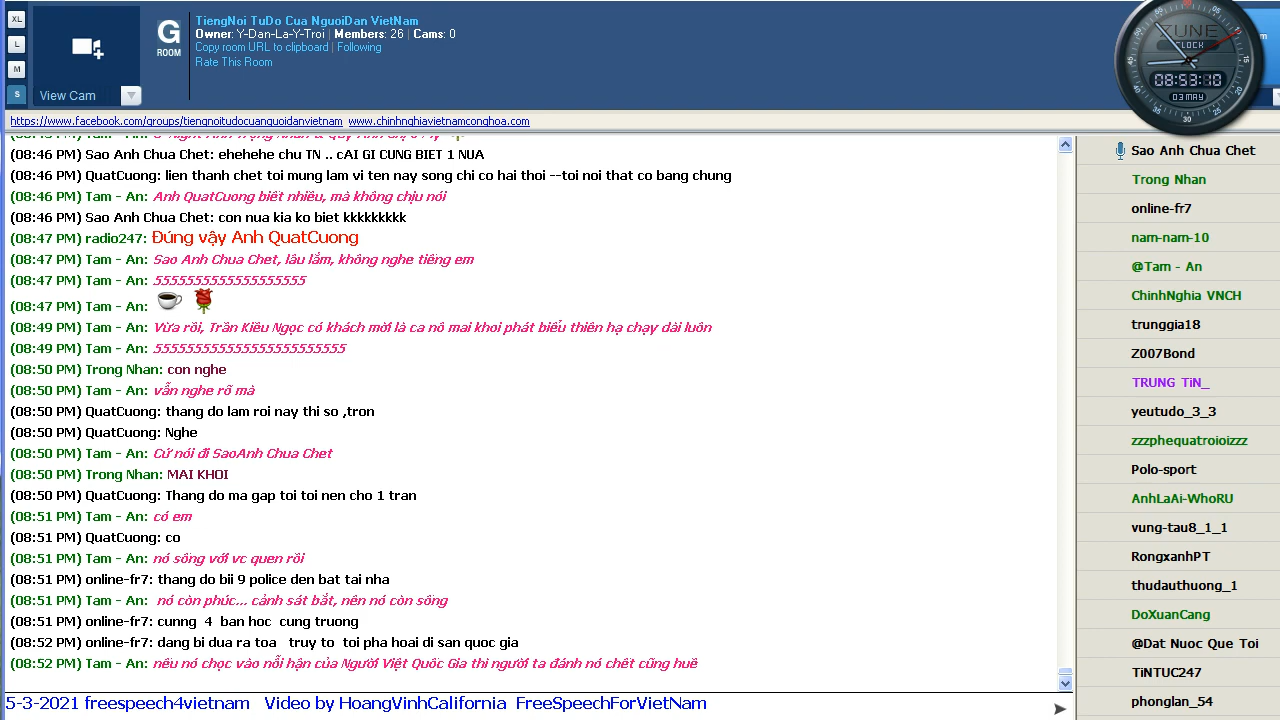 XL
L
M
S
View Cam
G
ROOM
TiengNoi TuDo Cua NguoiDan VietNam
Owner: Y-Dan-La-Y-Troi | Members: 26 | Cams: 0
Copy room URL to clipboard | Following
Rate This Room
ZUNE
CLOCK
08:53:10
03 MAY
https://www.facebook.com/groups/tiengnoitudocuanguoidanvietnam www.chinhnghiavietnamconghoa.com
(08:46 PM) Sao Anh Chua Chet: ehehehe chu TN .. cAI GI CUNG BIET 1 NUA
(08:46 PM) QuatCuong: lien thanh chet toi mung lam vi ten nay song chi co hai thoi --toi noi that co bang chung
(08:46 PM) Tam - An: Anh QuatCuong biết nhiều, mà không chịu nói
(08:46 PM) Sao Anh Chua Chet: con nua kia ko biet kkkkkkkkk
(08:47 PM) radio247: Đúng vậy Anh QuatCuong
(08:47 PM) Tam - An: Sao Anh Chua Chet, lâu lắm, không nghe tiếng em
(08:47 PM) Tam - An: 555555555555555555
(08:47 PM) Tam - An:
(08:49 PM) Tam - An: Vừa rồi, Trần Kiều Ngọc có khách mời là ca nô mai khoi phát biểu thiên hạ chạy dài luôn
(08:49 PM) Tam - An: 55555555555555555555555
(08:50 PM) Trong Nhan: con nghe
(08:50 PM) Tam - An: vẫn nghe rõ mà
(08:50 PM) QuatCuong: thang do lam roi nay thi so ,tron
(08:50 PM) QuatCuong: Nghe
(08:50 PM) Tam - An: Cứ nói đi SaoAnh Chua Chet
(08:50 PM) Trong Nhan: MAI KHOI
(08:50 PM) QuatCuong: Thang do ma gap toi toi nen cho 1 tran
(08:51 PM) Tam - An: có em
(08:51 PM) QuatCuong: co
(08:51 PM) Tam - An: nó sống với vc quen rồi
(08:51 PM) online-fr7: thang do bii 9 police den bat tai nha
(08:51 PM) Tam - An: nó còn phúc... cảnh sát bắt, nên nó còn sống
(08:51 PM) online-fr7: cunng 4 ban hoc cung truong
(08:52 PM) online-fr7: dang bi dua ra toa truy to toi pha hoai di san quoc gia
(08:52 PM) Tam - An: nếu nó chọc vào nỗi hận của Người Việt Quốc Gia thi người ta đánh nó chết cũng huề
5-3-2021 freespeech4vietnam Video by HoangVinhCalifornia FreeSpeechForVietNam
Sao Anh Chua Chet
Trong Nhan
online-fr7
nam-nam-10
@Tam - An
ChinhNghia VNCH
trunggia18
Z007Bond
TRUNG TiN_
yeutudo_3_3
zzzphequatroioizzz
Polo-sport
AnhLaAi-WhoRU
vung-tau8_1_1
RongxanhPT
thudauthuong_1
DoXuanCang
@Dat Nuoc Que Toi
TiNTUC247
phonglan_54